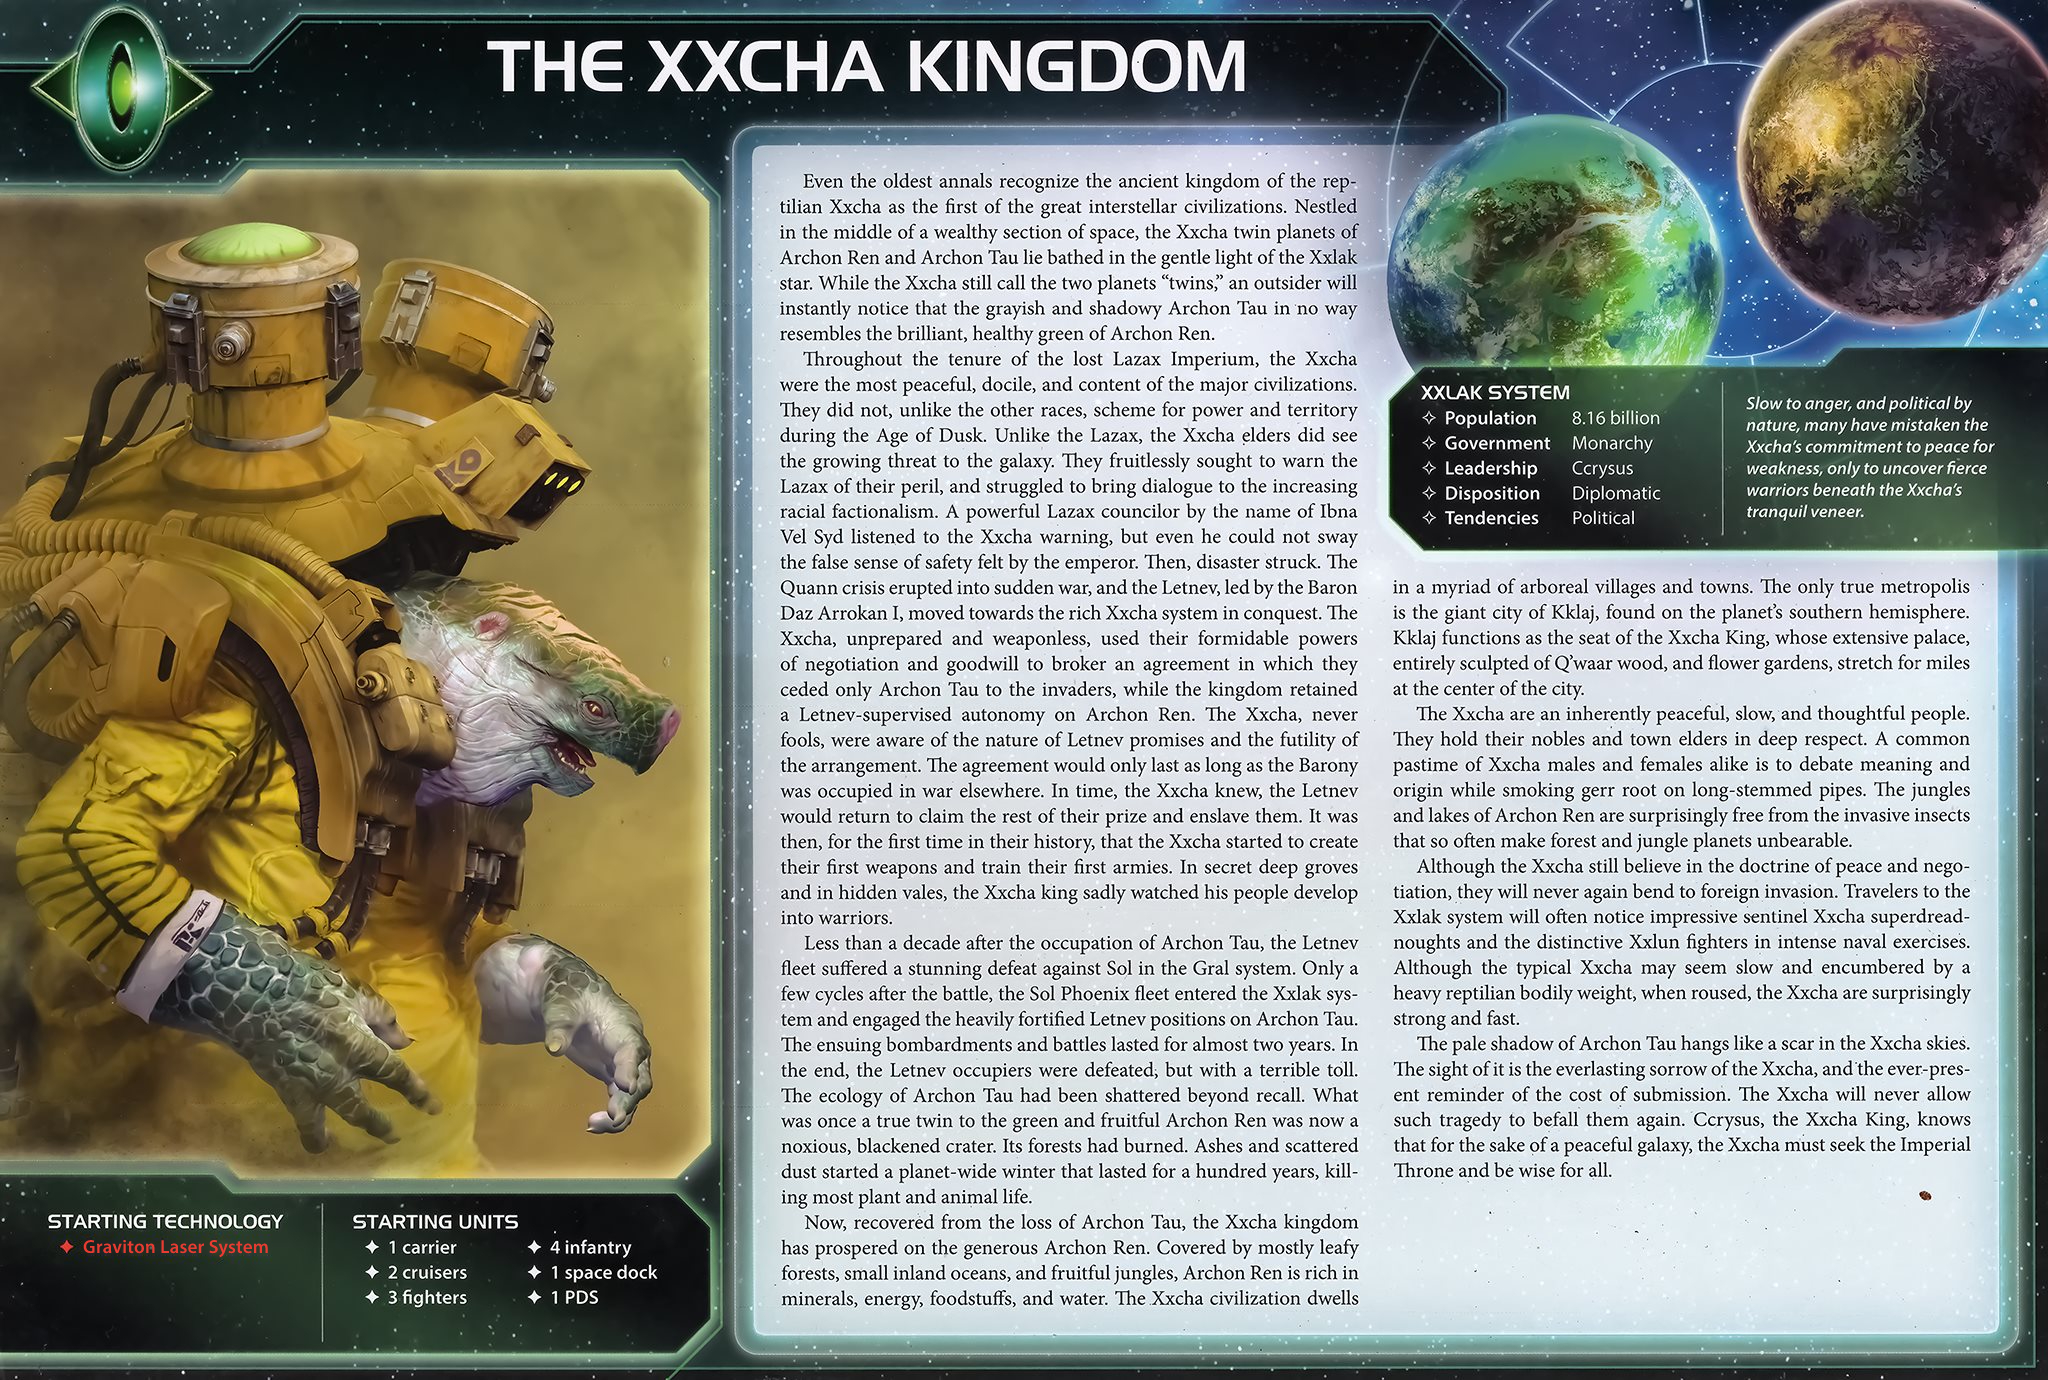 THE XXCHA KINGDOM
Even the oldest annals recognize the ancient kingdom of the rep-
tilian Xxcha as the first of the great interstellar civilizations. Nestled
in the middle of a wealthy section of space, the Xxcha twin planets of
Archon Ren and Archon Tau lie bathed in the gentle light of the Xxlak
star. While the Xxcha still call the two planets “twins,” an outsider will
instantly notice that the grayish and shadowy Archon Tau in no way
resembles the brilliant, healthy green of Archon Ren.
Throughout the tenure of the lost Lazax Imperium, the Xxcha
were the most peaceful, docile, and content of the major civilizations.
They did not, unlike the other races, scheme for power and territory
during the Age of Dusk. Unlike the Lazax, the Xxcha elders did see
the growing threat to the galaxy. They fruitlessly sought to warn the
Lazax of their peril, and struggled to bring dialogue to the increasing
racial factionalism. A powerful Lazax councilor by the name of Ibna
Vel Syd listened to the Xxcha warning, but even he could not sway
the false sense of safety felt by the emperor. Then, disaster struck. The
Quann crisis erupted into sudden war, and the Letnev, led by the Baron
Daz Arrokan I, moved towards the rich Xxcha system in conquest. The
Xxcha, unprepared and weaponless, used their formidable powers
of negotiation and goodwill to broker an agreement in which they
ceded only Archon Tau to the invaders, while the kingdom retained
a Letnev-supervised autonomy on Archon Ren. The Xxcha, never
fools, were aware of the nature of Letnev promises and the futility of
the arrangement. The agreement would only last as long as the Barony
was occupied in war elsewhere. In time, the Xxcha knew, the Letnev
would return to claim the rest of their prize and enslave them. It was
then, for the first time in their history, that the Xxcha started to create
their first weapons and train their first armies. In secret deep groves
and in hidden vales, the Xxcha king sadly watched his people develop
into warriors.
Less than a decade after the occupation of Archon Tau, the Letnev
fleet suffered a stunning defeat against Sol in the Gral system. Only a
few cycles after the battle, the Sol Phoenix fleet entered the Xxlak sys-
tem and engaged the heavily fortified Letnev positions on Archon Tau.
The ensuing bombardments and battles lasted for almost two years. In
the end, the Letnev occupiers were defeated, but with a terrible toll.
The ecology of Archon Tau had been shattered beyond recall. What
was once a true twin to the green and fruitful Archon Ren was now a
noxious, blackened crater. Its forests had burned. Ashes and scattered
dust started a planet-wide winter that lasted for a hundred years, kill-
ing most plant and animal life.
Now, recovered from the loss of Archon Tau, the Xxcha kingdom
has prospered on the generous Archon Ren. Covered by mostly leafy
forests, small inland oceans, and fruitful jungles, Archon Ren is rich in
minerals, energy, foodstuffs, and water. The Xxcha civilization dwells
XXLAK SYSTEM
Population 8.16 billion
Government Monarchy
Leadership Ccrysus
Disposition Diplomatic
Tendencies Political
Slow to anger, and political by
nature, many have mistaken the
Xxcha’s commitment to peace for
weakness, only to uncover fierce
warriors beneath the Xxcha’s
tranquil veneer.
in a myriad of arboreal villages and towns. The only true metropolis
is the giant city of Kklaj, found on the planet’s southern hemisphere.
Kklaj functions as the seat of the Xxcha King, whose extensive palace,
entirely sculpted of Q’waar wood, and flower gardens, stretch for miles
at the center of the city.
The Xxcha are an inherently peaceful, slow, and thoughtful people.
They hold their nobles and town elders in deep respect. A common
pastime of Xxcha males and females alike is to debate meaning and
origin while smoking gerr root on long-stemmed pipes. The jungles
and lakes of Archon Ren are surprisingly free from the invasive insects
that so often make forest and jungle planets unbearable.
Although the Xxcha still believe in the doctrine of peace and nego-
tiation, they will never again bend to foreign invasion. Travelers to the
Xxlak system will often notice impressive sentinel Xxcha superdread-
noughts and the distinctive Xxlun fighters in intense naval exercises.
Although the typical Xxcha may seem slow and encumbered by a
heavy reptilian bodily weight, when roused, the Xxcha are surprisingly
strong and fast.
The pale shadow of Archon Tau hangs like a scar in the Xxcha skies.
The sight of it is the everlasting sorrow of the Xxcha, and the ever-pres-
ent reminder of the cost of submission. The Xxcha will never allow
such tragedy to befall them again. Ccrysus, the Xxcha King, knows
that for the sake of a peaceful galaxy, the Xxcha must seek the Imperial
Throne and be wise for all.
STARTING TECHNOLOGY
Graviton Laser System
STARTING UNITS
1 carrier
2 cruisers
3 fighters
4 infantry
1 space dock
1 PDS